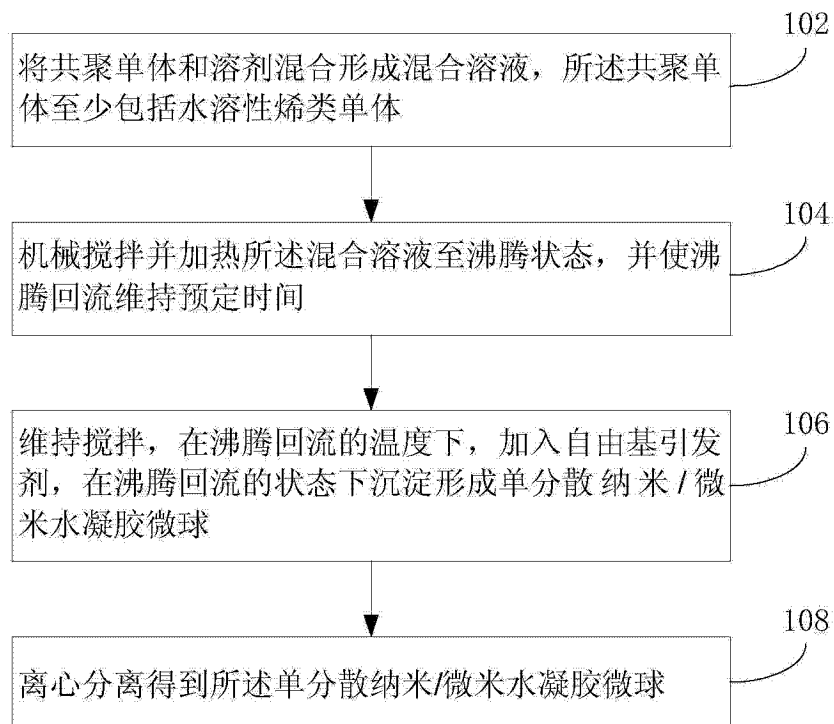 102
将共聚单体和溶剂混合形成混合溶液，所述共聚单
体至少包括水溶性烯类单体
104
机械搅拌并加热所述混合溶液至沸腾状态，并使沸
腾回流维持预定时间
106
维持搅拌，在沸腾回流的温度下，加入自由基引发
剂，在沸腾回流的状态下沉淀形成单分散纳米/微
米水凝胶微球
108
离心分离得到所述单分散纳米/微米水凝胶微球